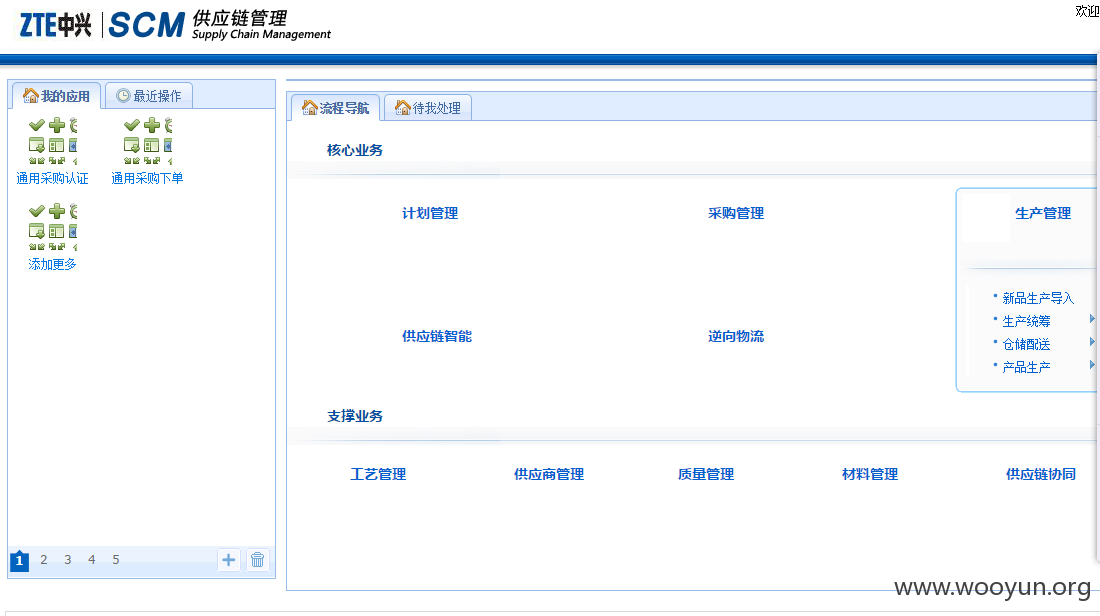 ZTE中兴 SCM 供应链管理
Supply Chain Management
欢迎
我的应用 最近操作
通用采购认证 通用采购下单
添加更多
1 2 3 4 5
流程导航 待我处理
核心业务
计划管理 采购管理 生产管理
新品生产导入
生产统筹
仓储配送
产品生产
供应链智能 逆向物流
支撑业务
工艺管理 供应商管理 质量管理 材料管理 供应链协同
www.wooyun.org